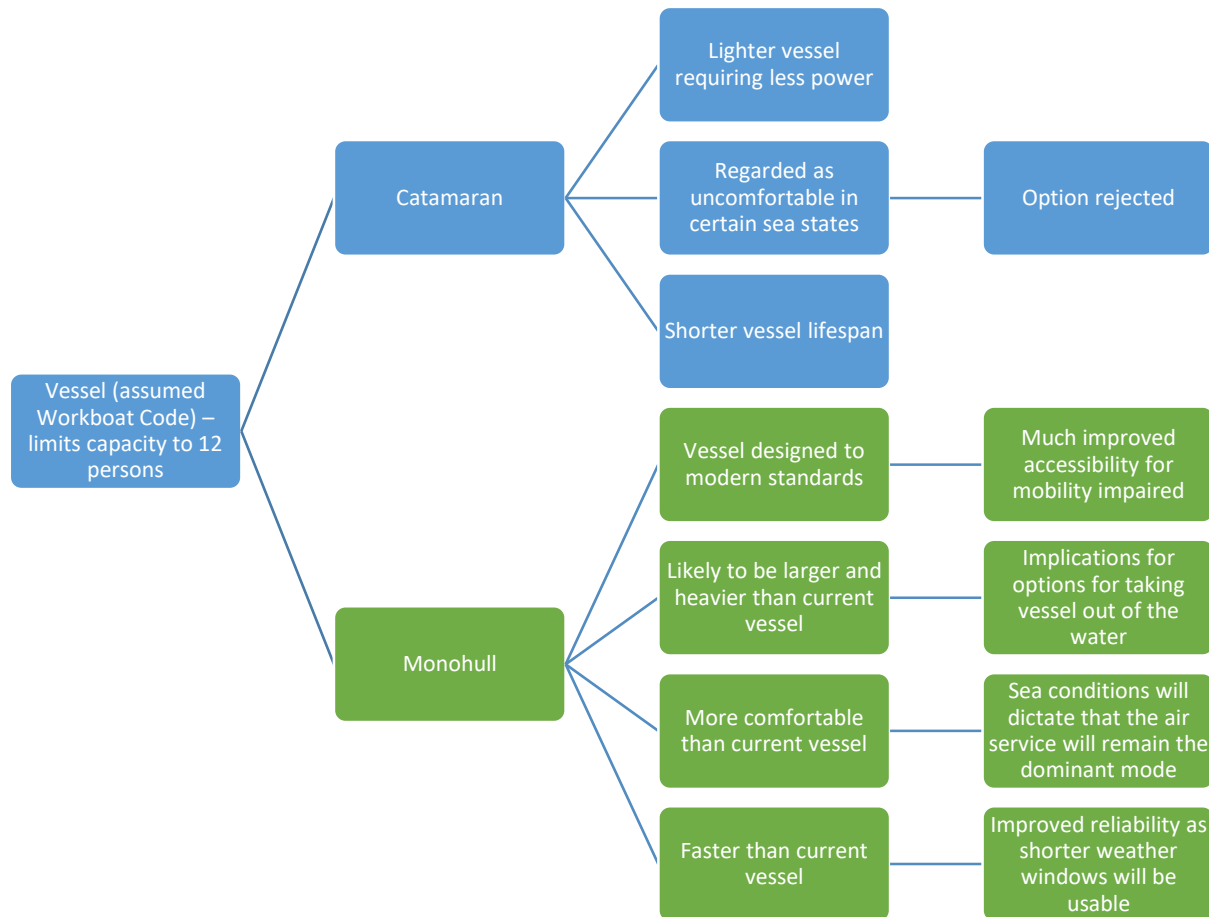 Lighter vessel
requiring less power
Catamaran
Regarded as
uncomfortable in
certain sea states
Option rejected
Shorter vessel lifespan
Vessel (assumed
Workboat Code) –
limits capacity to 12
persons
Vessel designed to
modern standards
Much improved
accessibility for
mobility impaired
Likely to be larger and
heavier than current
vessel
Implications for
options for taking
vessel out of the
water
Monohull
More comfortable
than current vessel
Sea conditions will
dictate that the air
service will remain the
dominant mode
Faster than current
vessel
Improved reliability as
shorter weather
windows will be
usable